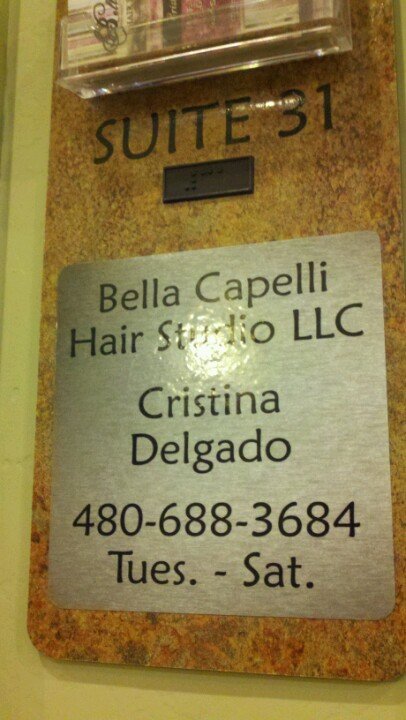 SUITE 31
Bella Capelli
Hair Studio LLC
Cristina
Delgado
480-688-3684
Tues. - Sat.